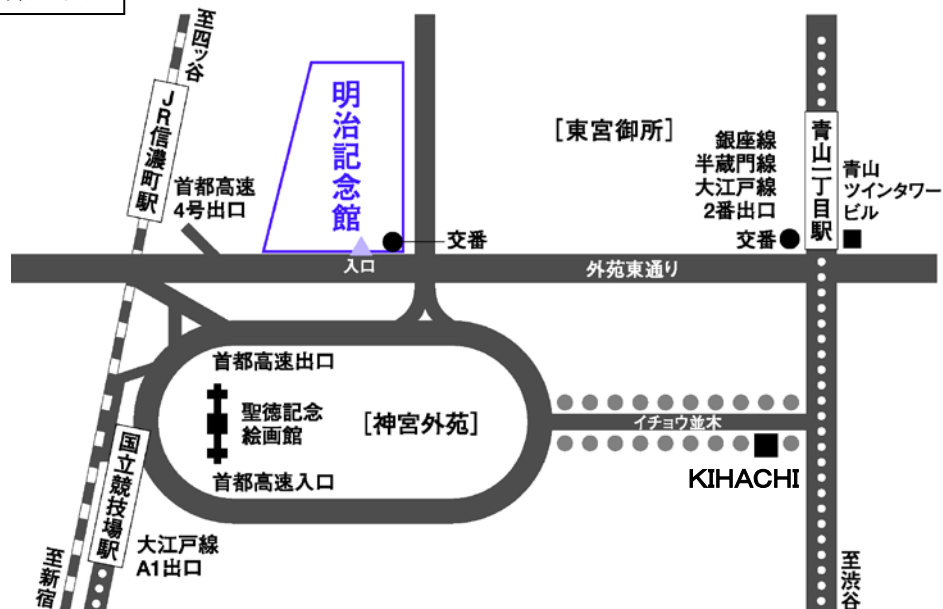 至四ッ谷
JR信濃町駅
首都高速
4号出口
明治記念館
入口
交番
[東宮御所]
銀座線
半蔵門線
大江戸線
2番出口
交番
青山一丁目駅
青山
ツインタワー
ビル
外苑東通り
首都高速出口
聖徳記念
絵画館
[神宮外苑]
首都高速入口
イチョウ並木
KIHACHI
国立競技場駅
大江戸線
A1出口
至新宿
至渋谷